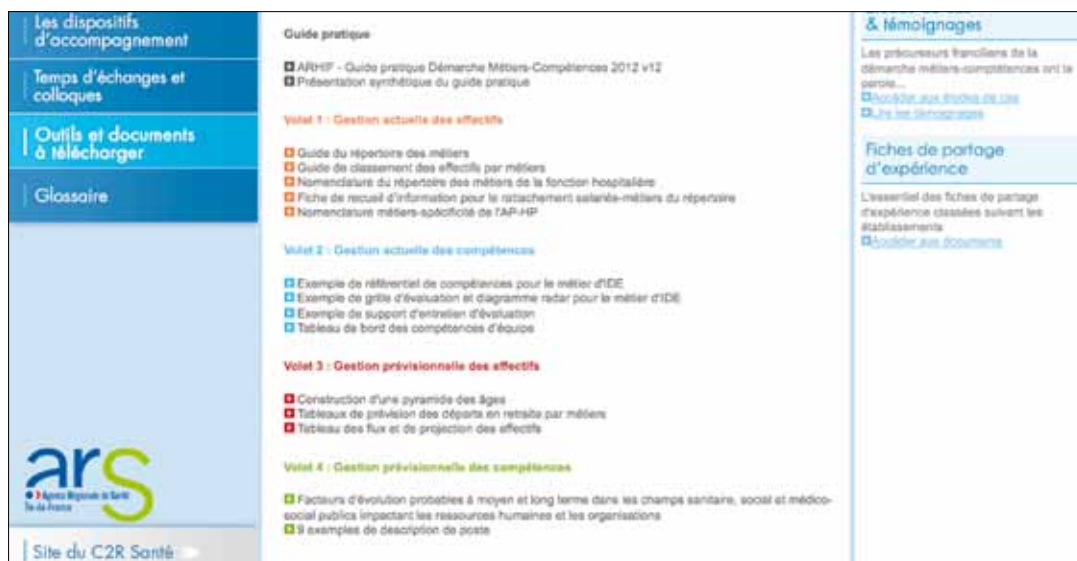 Les dispositifs
d'accompagnement
Temps d'échanges et
colloques
Outils et documents
à télécharger
Glossaire
ars
Agence Régionale de Santé
Île-de-France
Site du C2R Santé
Guide pratique
ARHIF - Guide pratique Démarche Métiers-Compétences 2012 v12
Présentation synthétique du guide pratique
Volet 1 : Gestion actuelle des effectifs
Guide du répertoire des métiers
Guide de classement des effectifs par métiers
Nomenclature du répertoire des métiers de la fonction hospitalière
Fiche de recueil d'information pour le rattachement salariés-métiers du répertoire
Nomenclature métiers-spécificité de l'AP-HP
Volet 2 : Gestion actuelle des compétences
Exemple de référentiel de compétences pour le métier d'IDE
Exemple de grille d'évaluation et diagramme radar pour le métier d'IDE
Exemple de support d'entretien d'évaluation
Tableau de bord des compétences d'équipe
Volet 3 : Gestion prévisionnelle des effectifs
Construction d'une pyramide des âges
Tableaux de prévision des départs en retraite par métiers
Tableau des flux et de projection des effectifs
Volet 4 : Gestion prévisionnelle des compétences
Facteurs d'évolution probables à moyen et long terme dans les champs sanitaire, social et médico-
social publics impactant les ressources humaines et les organisations
9 exemples de description de poste
& témoignages
Les précurseurs franciliens de la
démarche métiers-compétences ont la
parole...
Accéder aux études de cas
Lire les témoignages
Fiches de partage
d'expérience
L'essentiel des fiches de partage
d'expérience classées suivant les
établissements
Accéder aux documents